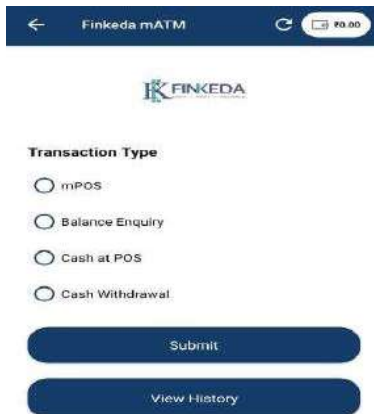 Finkeda mATM
₹0.00
FINKEDA
Transaction Type
mPOS
Balance Enquiry
Cash at POS
Cash Withdrawal
Submit
View History